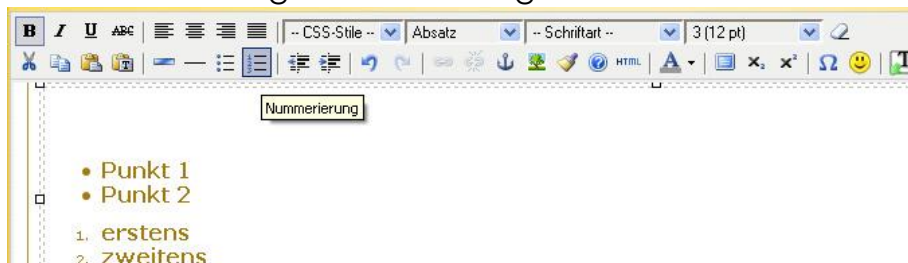 B I U ABC -- CSS-Stile -- Absatz -- Schriftart -- 3 (12 pt)
HTML A x₂ x² Ω T
Nummerierung
• Punkt 1
• Punkt 2
1. erstens
2. zweitens